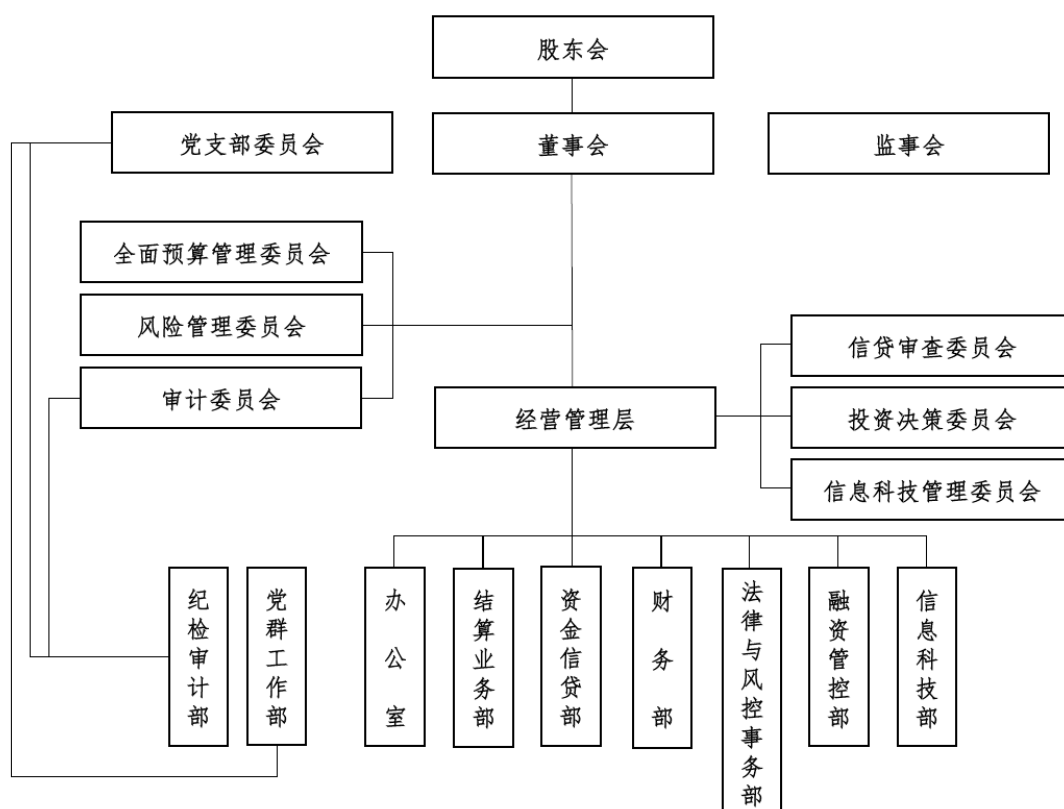 股东会
党支部委员会
董事会
监事会
全面预算管理委员会
风险管理委员会
审计委员会
经营管理层
信贷审查委员会
投资决策委员会
信息科技管理委员会
纪检审计部
党群工作部
办公室
结算业务部
资金信贷部
财务部
法律与风控事务部
融资管控部
信息科技部